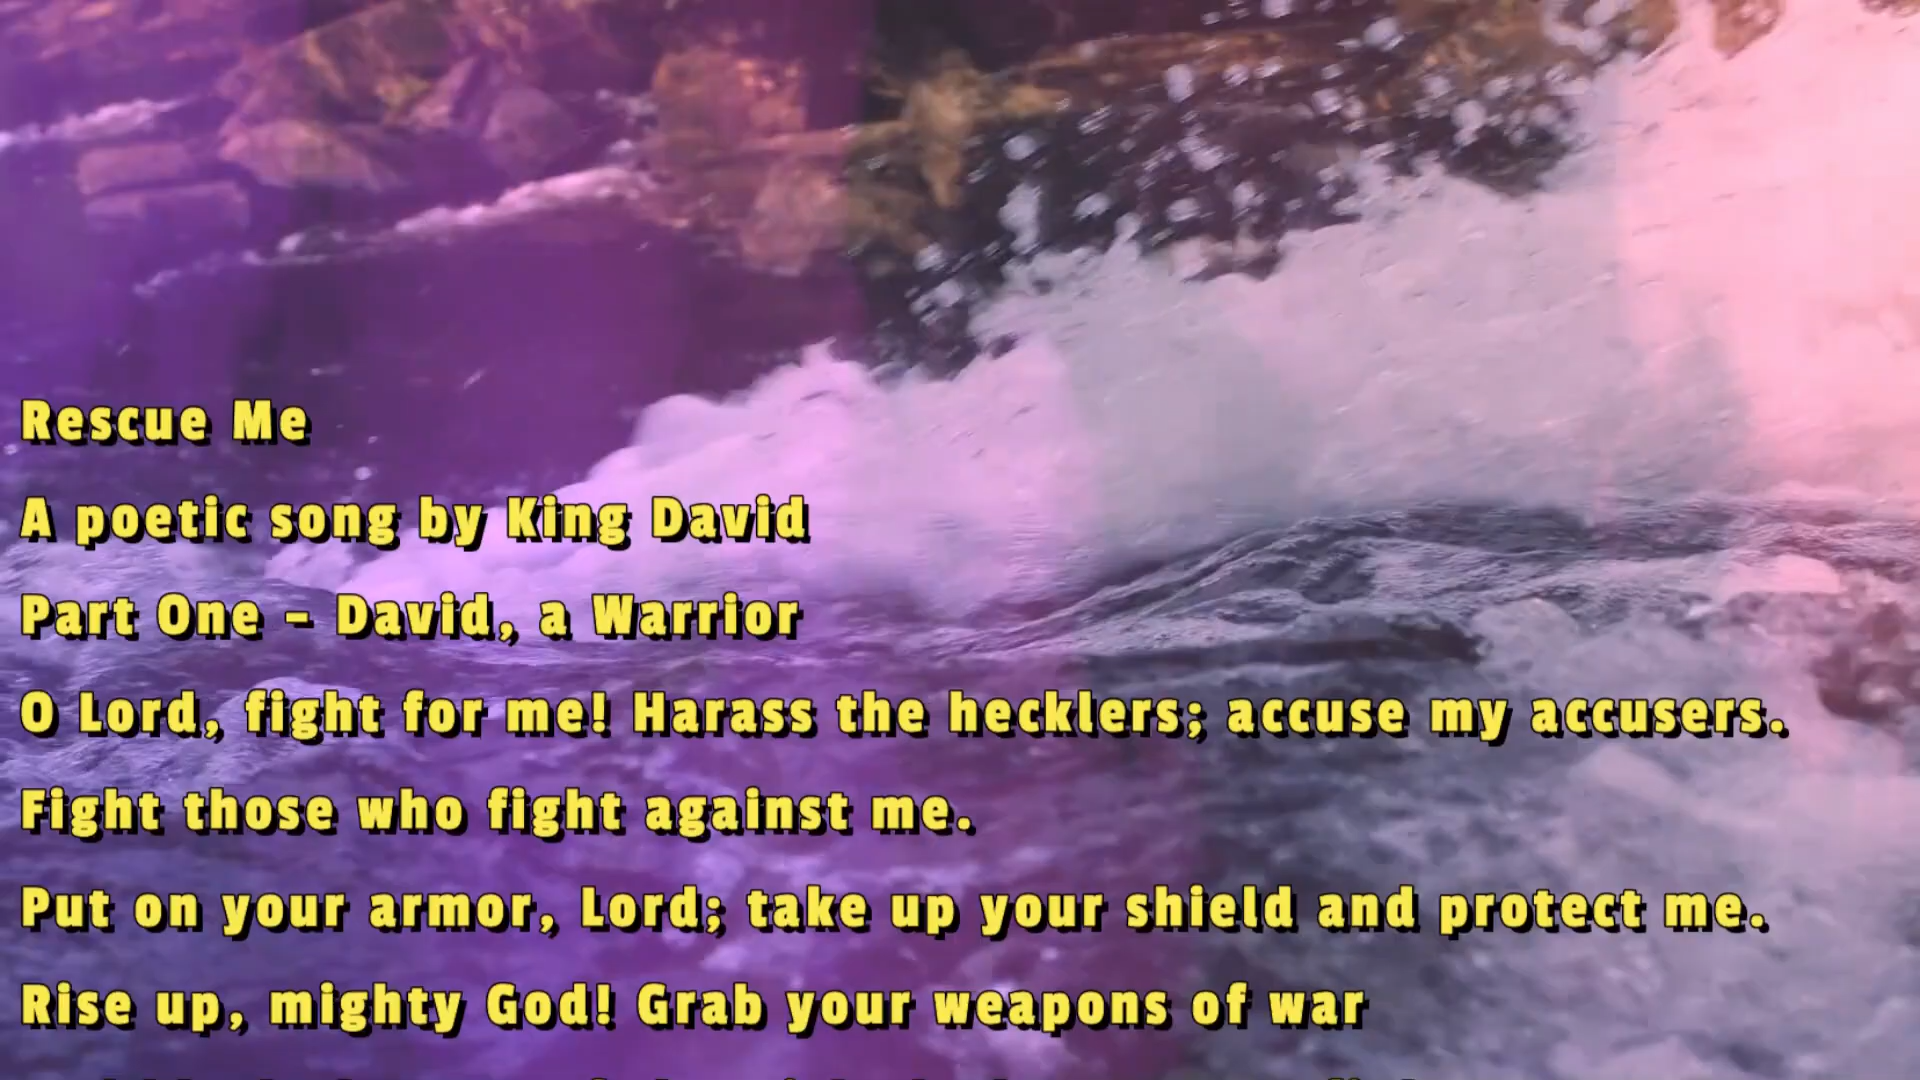 Rescue Me
A poetic song by King David
Part One – David, a Warrior
O Lord, fight for me! Harass the hecklers; accuse my accusers.
Fight those who fight against me.
Put on your armor, Lord; take up your shield and protect me.
Rise up, mighty God! Grab your weapons of war